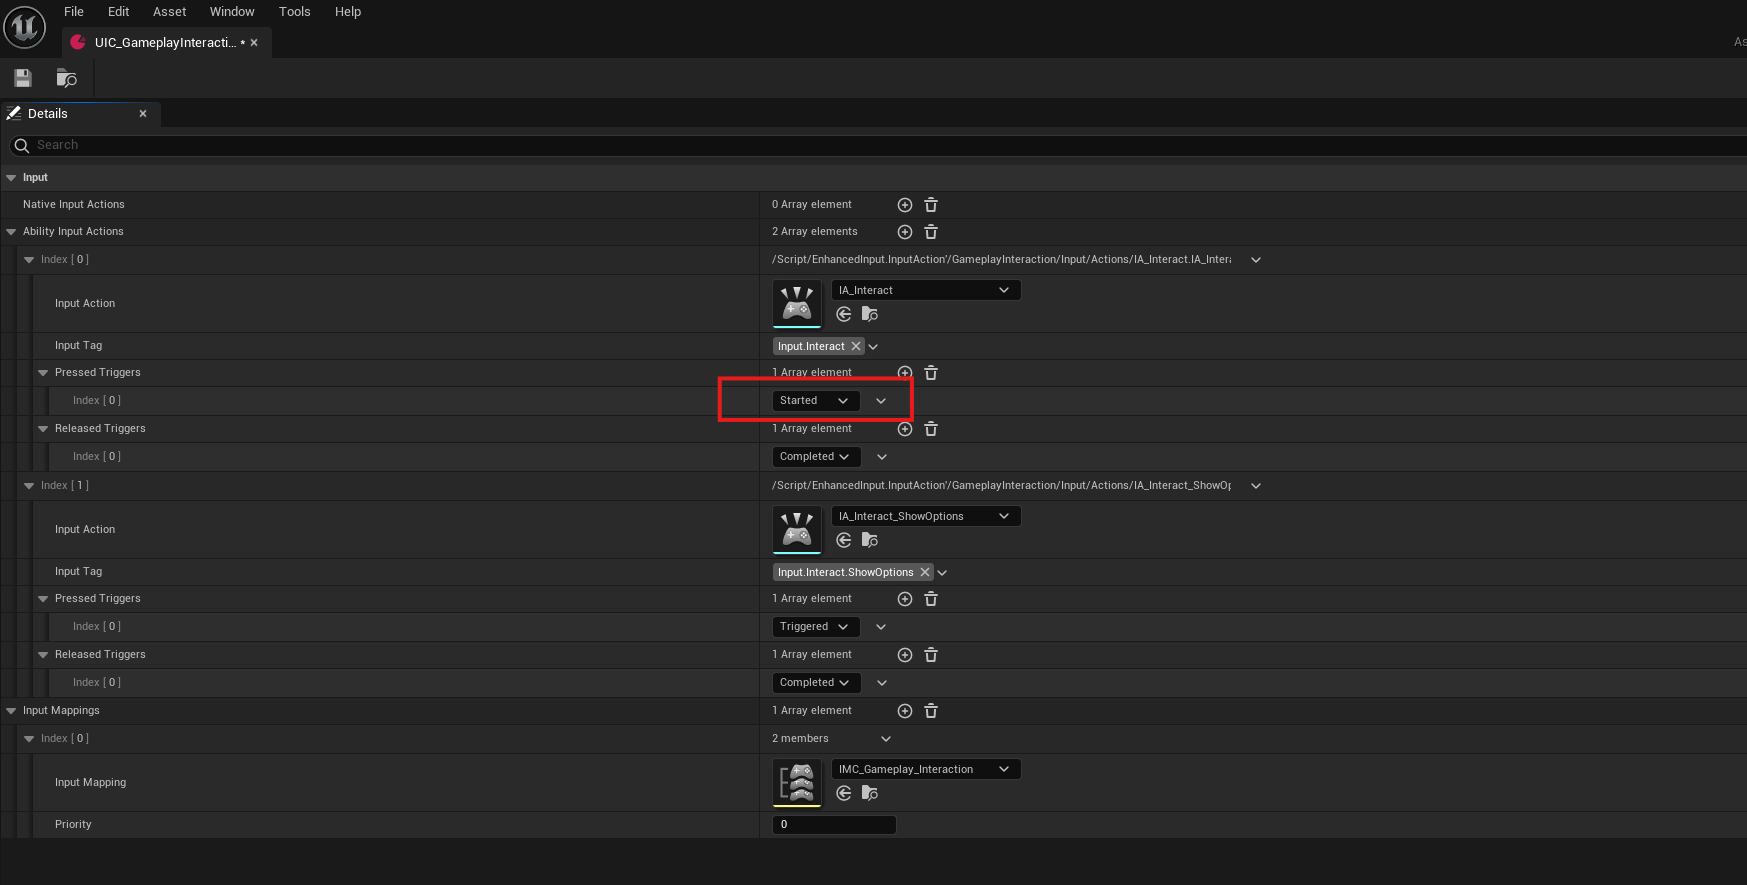 File Edit Asset Window Tools Help
UIC_GameplayInteracti... *
As
Details
Search
Input
Native Input Actions 0 Array element
Ability Input Actions 2 Array elements
Index [ 0 ] /Script/EnhancedInput.InputAction'/GameplayInteraction/Input/Actions/IA_Interact.IA_Intera
IA_Interact
Input Action
Input Tag Input.Interact
Pressed Triggers 1 Array element
Index [ 0 ] Started
Released Triggers 1 Array element
Index [ 0 ] Completed
Index [ 1 ] /Script/EnhancedInput.InputAction'/GameplayInteraction/Input/Actions/IA_Interact_ShowOp
IA_Interact_ShowOptions
Input Action
Input Tag Input.Interact.ShowOptions
Pressed Triggers 1 Array element
Index [ 0 ] Triggered
Released Triggers 1 Array element
Index [ 0 ] Completed
Input Mappings 1 Array element
Index [ 0 ] 2 members
IMC_Gameplay_Interaction
Input Mapping
Priority 0